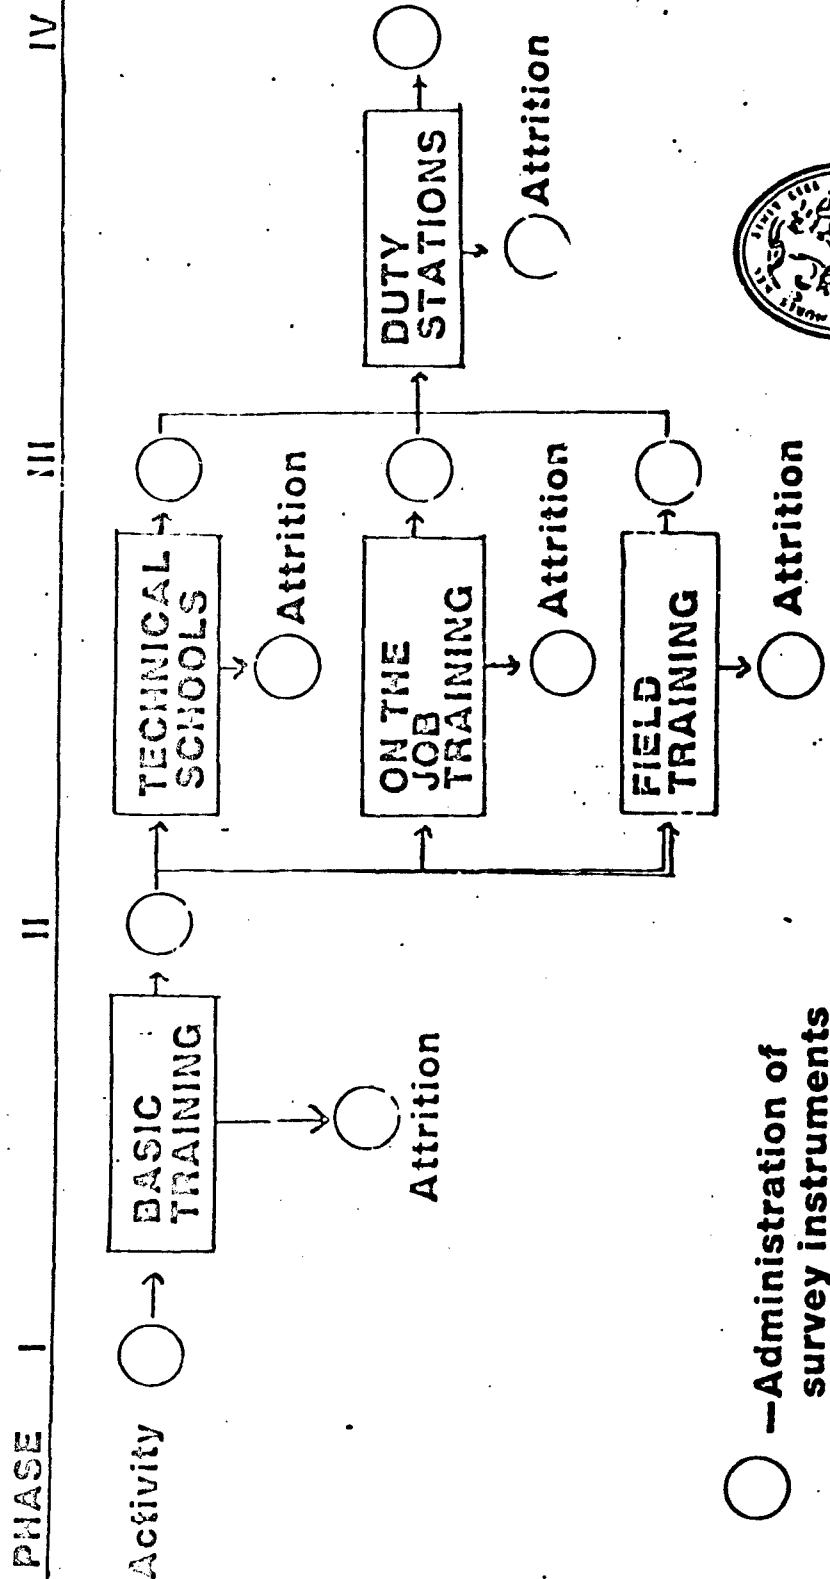 PHASE I II III IV
Activity
BASIC
TRAINING
Attrition
TECHNICAL
SCHOOLS
Attrition
ON THE
JOB
TRAINING
Attrition
FIELD
TRAINING
Attrition
DUTY
STATIONS
Attrition
—Administration of
survey instruments